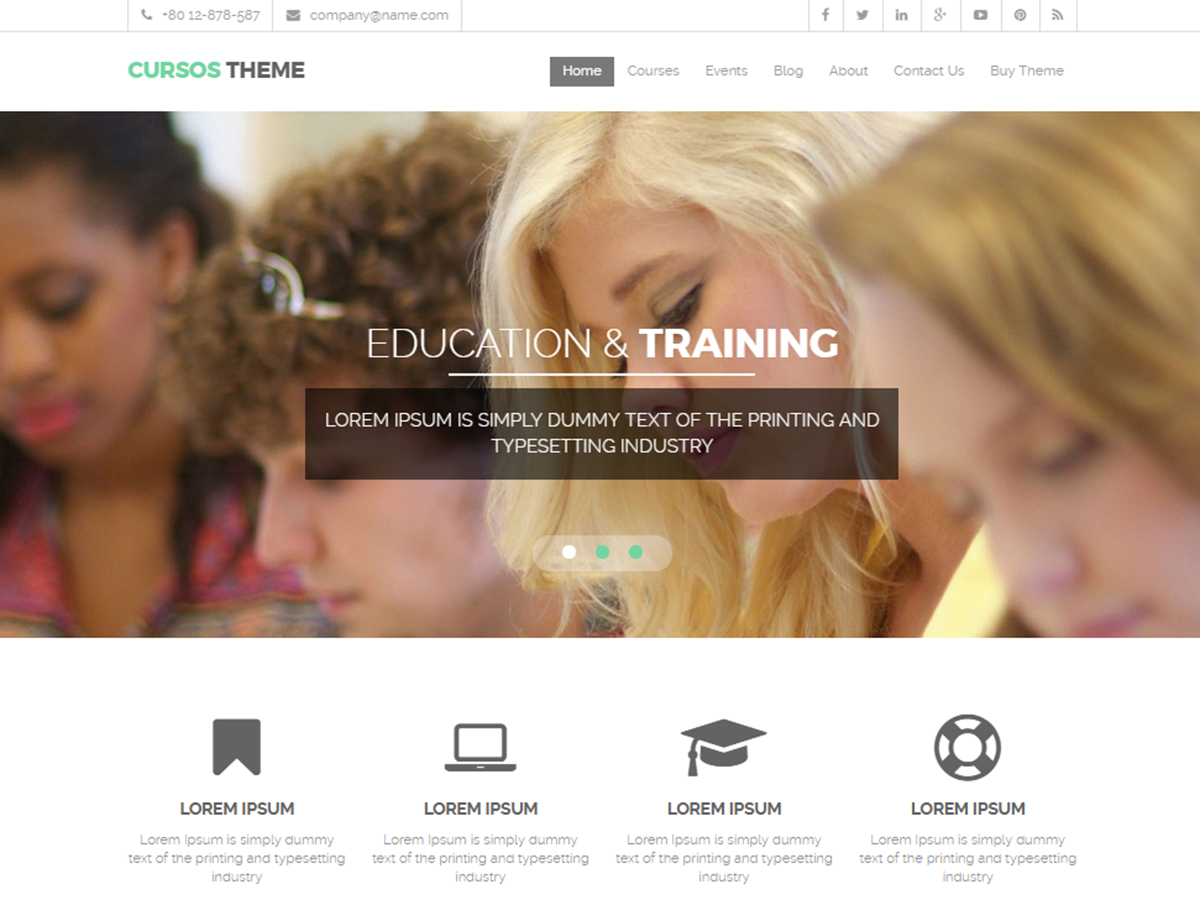 +80 12-878-587 company@name.com
CURSOS THEME
Home Courses Events Blog About Contact Us Buy Theme
EDUCATION & TRAINING
LOREM IPSUM IS SIMPLY DUMMY TEXT OF THE PRINTING AND
TYPESETTING INDUSTRY
LOREM IPSUM LOREM IPSUM LOREM IPSUM LOREM IPSUM
Lorem Ipsum is simply dummy Lorem Ipsum is simply dummy Lorem Ipsum is simply dummy Lorem Ipsum is simply dummy
text of the printing and typesetting text of the printing and typesetting text of the printing and typesetting text of the printing and typesetting
industry industry industry industry